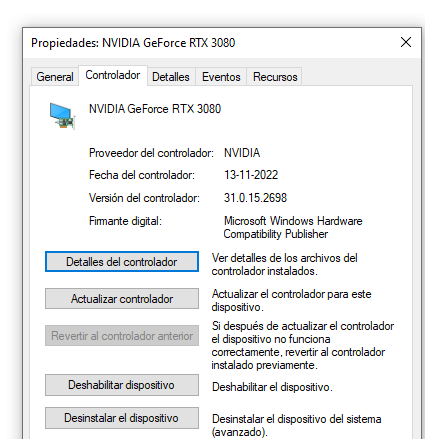 Propiedades: NVIDIA GeForce RTX 3080
General Controlador Detalles Eventos Recursos
NVIDIA GeForce RTX 3080
Proveedor del controlador: NVIDIA
Fecha del controlador: 13-11-2022
Versión del controlador: 31.0.15.2698
Firmante digital: Microsoft Windows Hardware
Compatibility Publisher
Detalles del controlador
Ver detalles de los archivos del
controlador instalados.
Actualizar controlador
Actualizar el controlador para este
dispositivo.
Revertir al controlador anterior
Si después de actualizar el controlador
el dispositivo no funciona
correctamente, revertir al controlador
instalado previamente.
Deshabilitar dispositivo
Deshabilitar el dispositivo.
Desinstalar el dispositivo
Desinstalar el dispositivo del sistema
(avanzado).